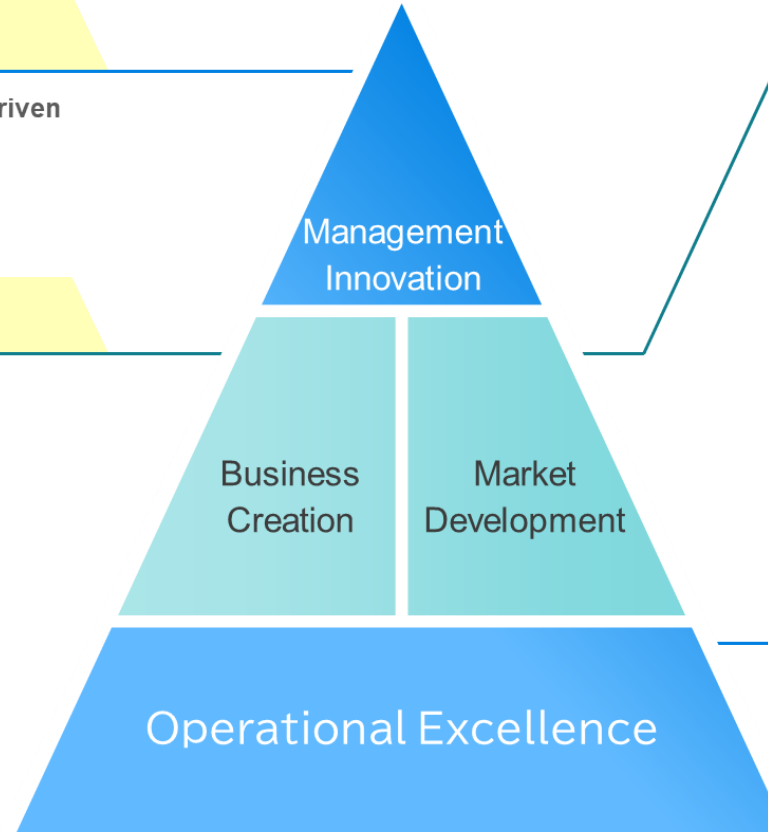 riven
Management
Innovation
Business
Creation
Market
Development
Operational Excellence